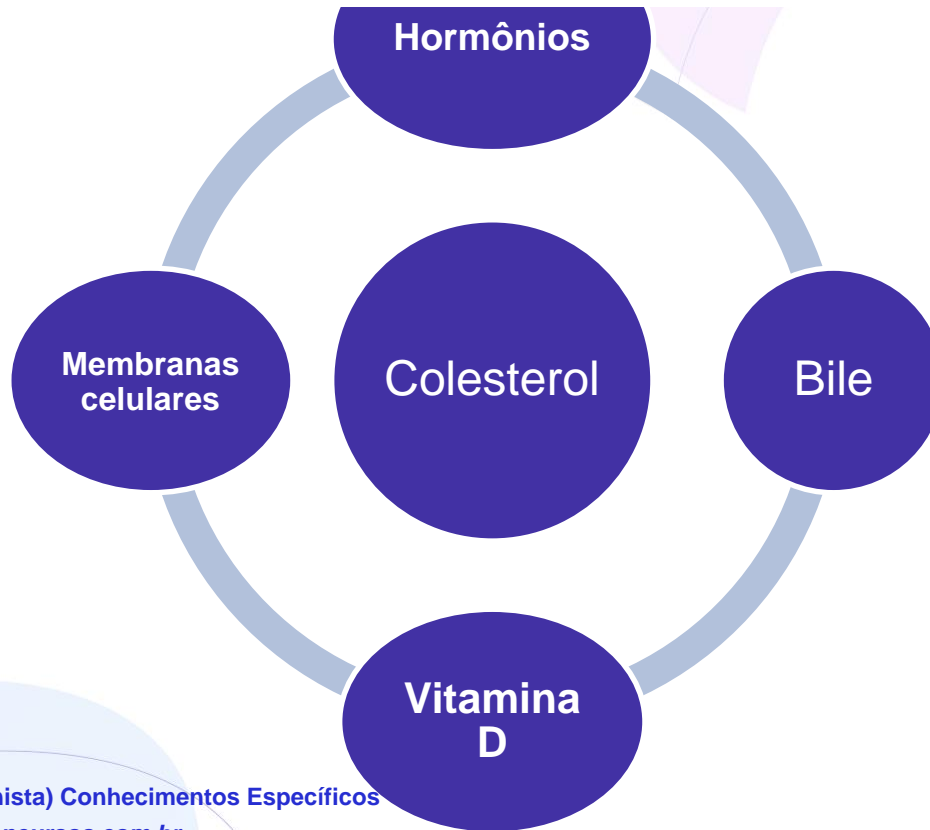 Hormônios
Membranas
celulares
Colesterol
Bile
Vitamina
D
Conhecimentos Específicos